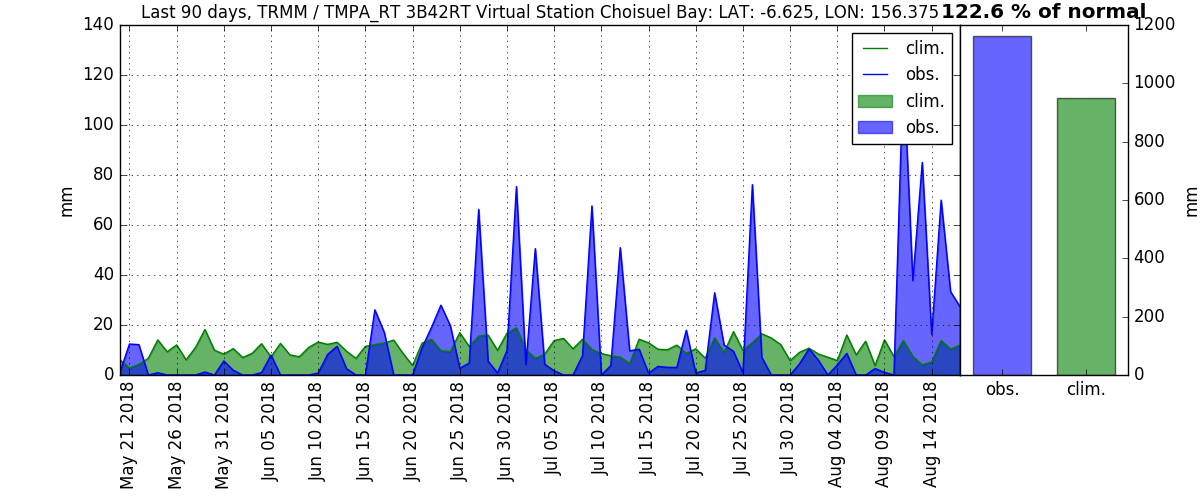 Last 90 days, TRMM / TMPA_RT 3B42RT Virtual Station Choisuel Bay: LAT: -6.625, LON: 156.375
122.6 % of normal
mm
140
120
100
80
60
40
20
0
clim.
obs.
clim.
obs.
May 21 2018
May 26 2018
May 31 2018
Jun 05 2018
Jun 10 2018
Jun 15 2018
Jun 20 2018
Jun 25 2018
Jun 30 2018
Jul 05 2018
Jul 10 2018
Jul 15 2018
Jul 20 2018
Jul 25 2018
Jul 30 2018
Aug 04 2018
Aug 09 2018
Aug 14 2018
1200
1000
800
600
400
200
0
mm
obs.
clim.